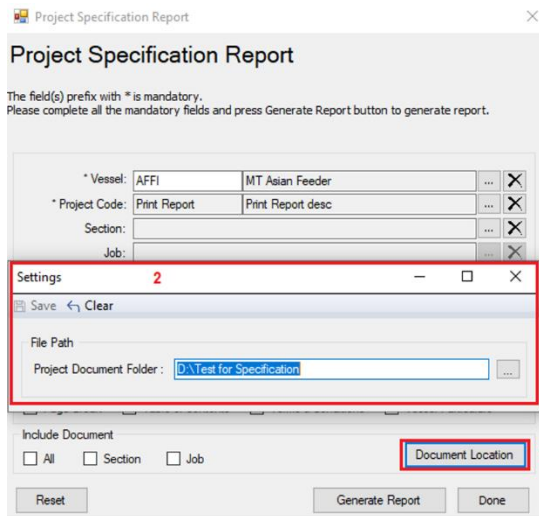 Project Specification Report
Project Specification Report
The field(s) prefix with * is mandatory.
Please complete all the mandatory fields and press Generate Report button to generate report.
* Vessel: AFFI MT Asian Feeder ...
* Project Code: Print Report Print Report desc ...
Section: ...
Job: ...
Settings 2
Save Clear
File Path
Project Document Folder : D:\Test for Specification ...
Include Document
All Section Job Document Location
Reset Generate Report Done